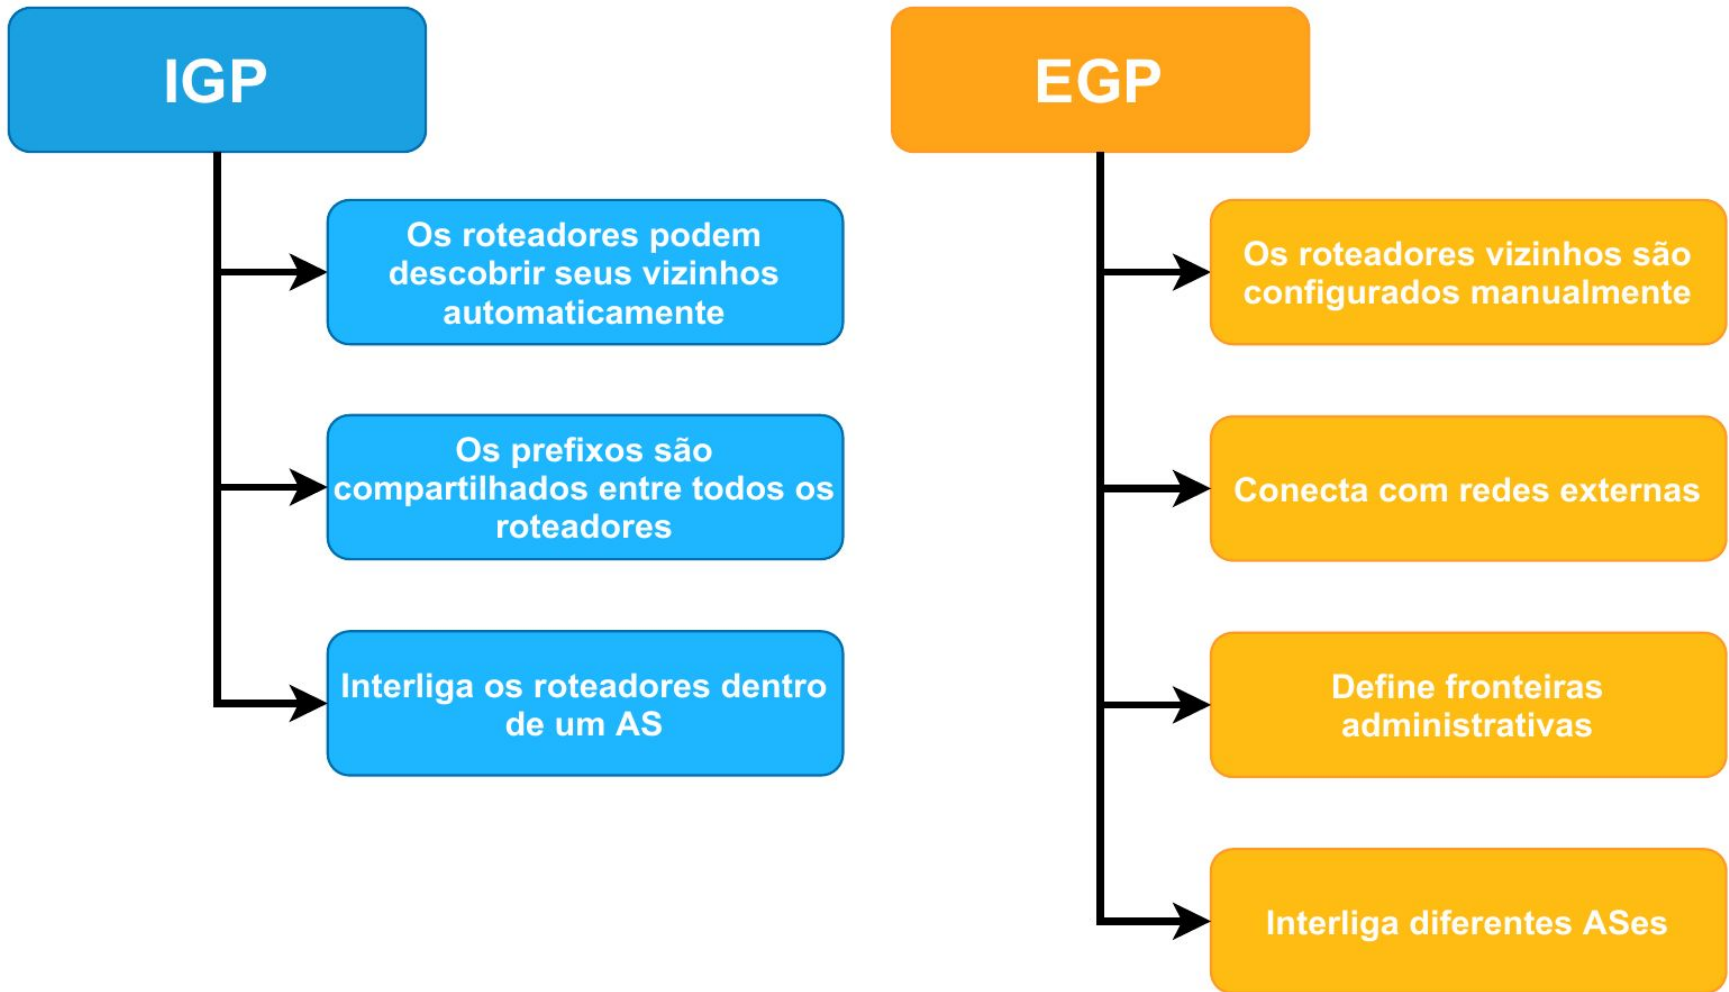 IGP
Os roteadores podem
descobrir seus vizinhos
automaticamente
Os prefixos são
compartilhados entre todos os
roteadores
Interliga os roteadores dentro
de um AS
EGP
Os roteadores vizinhos são
configurados manualmente
Conecta com redes externas
Define fronteiras
administrativas
Interliga diferentes ASes